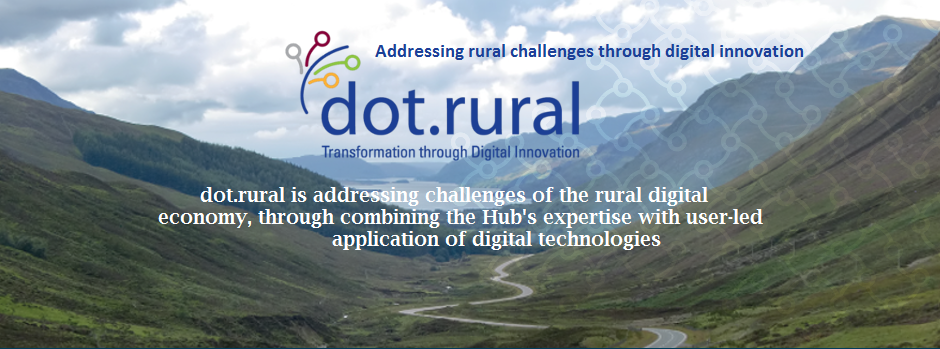 Addressing rural challenges through digital innovation
dot.rural
Transformation through Digital Innovation
dot.rural is addressing challenges of the rural digital
economy, through combining the Hub's expertise with user-led
application of digital technologies